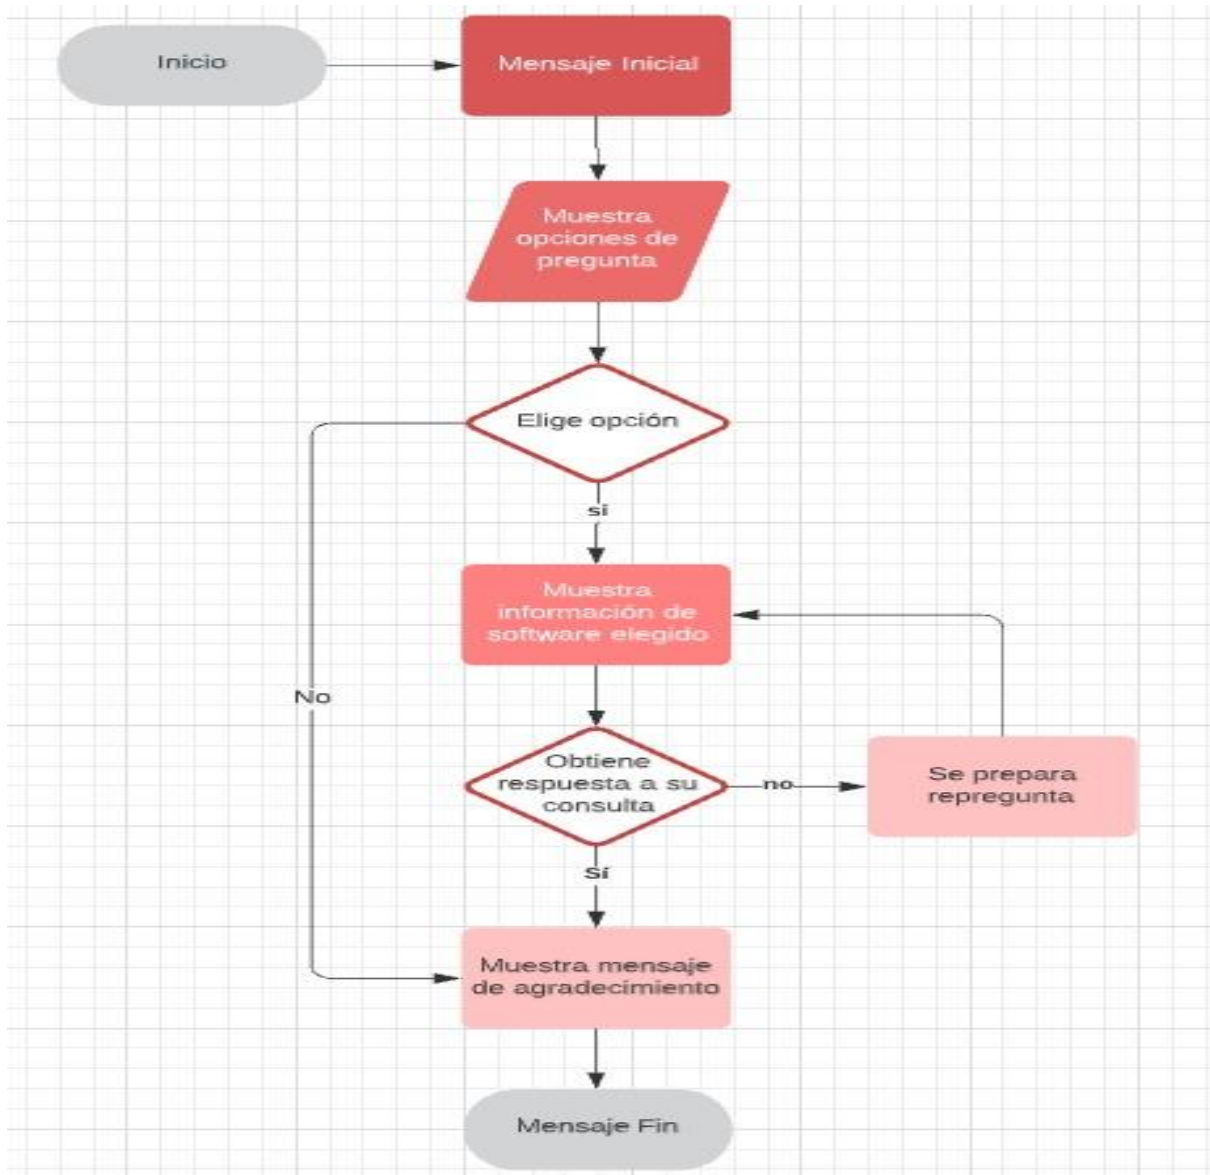 Inicio
Mensaje Inicial
Muestra
opciones de
pregunta
Elige opción
si
Muestra
información de
software elegido
No
Obtiene
respuesta a su
consulta
no
Se prepara
repregunta
Sí
Muestra mensaje
de agradecimiento
Mensaje Fin